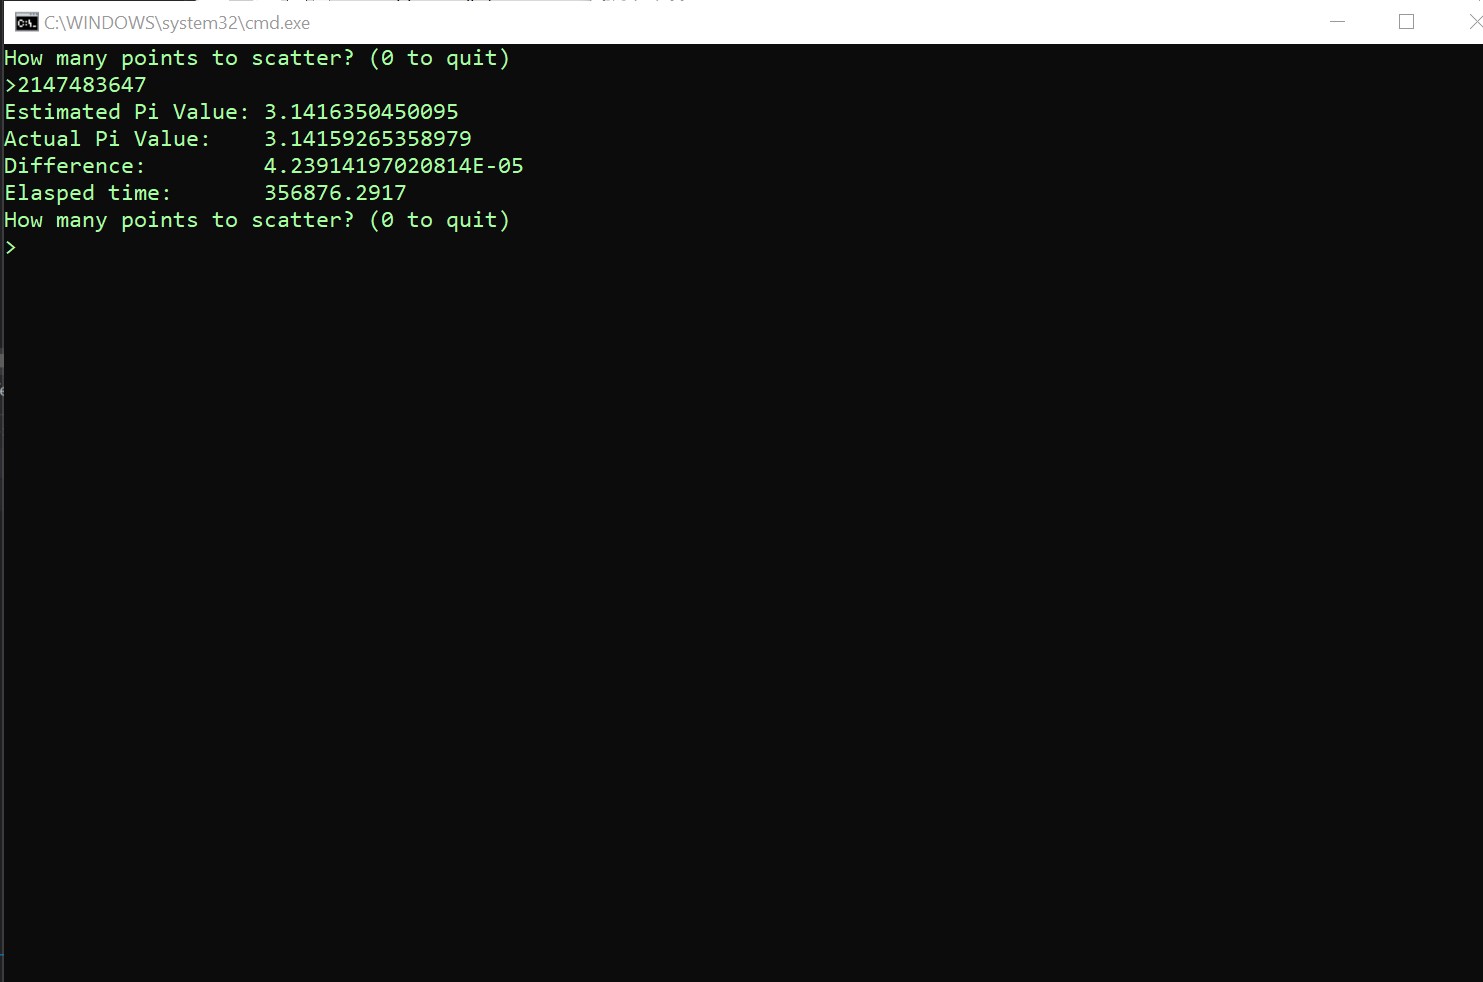 C:\WINDOWS\system32\cmd.exe
How many points to scatter? (0 to quit)
>2147483647
Estimated Pi Value: 3.1416350450095
Actual Pi Value:    3.14159265358979
Difference:         4.23914197020814E-05
Elasped time:       356876.2917
How many points to scatter? (0 to quit)
>